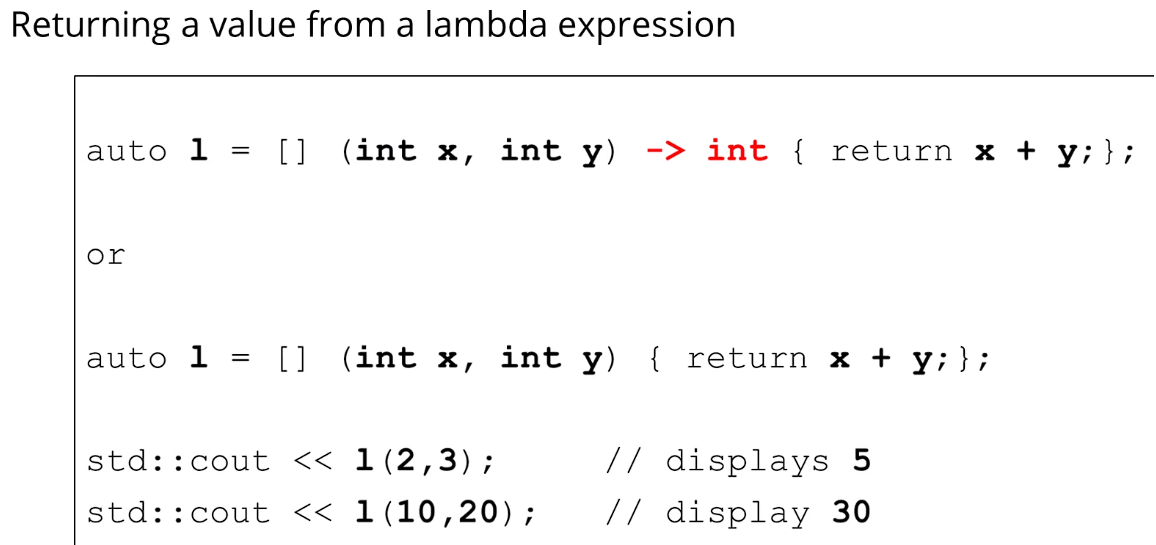 Returning a value from a lambda expression
auto l = [] (int x, int y) -> int { return x + y;};
or
auto l = [] (int x, int y) { return x + y;};
std::cout << l(2,3); // displays 5
std::cout << l(10,20); // display 30